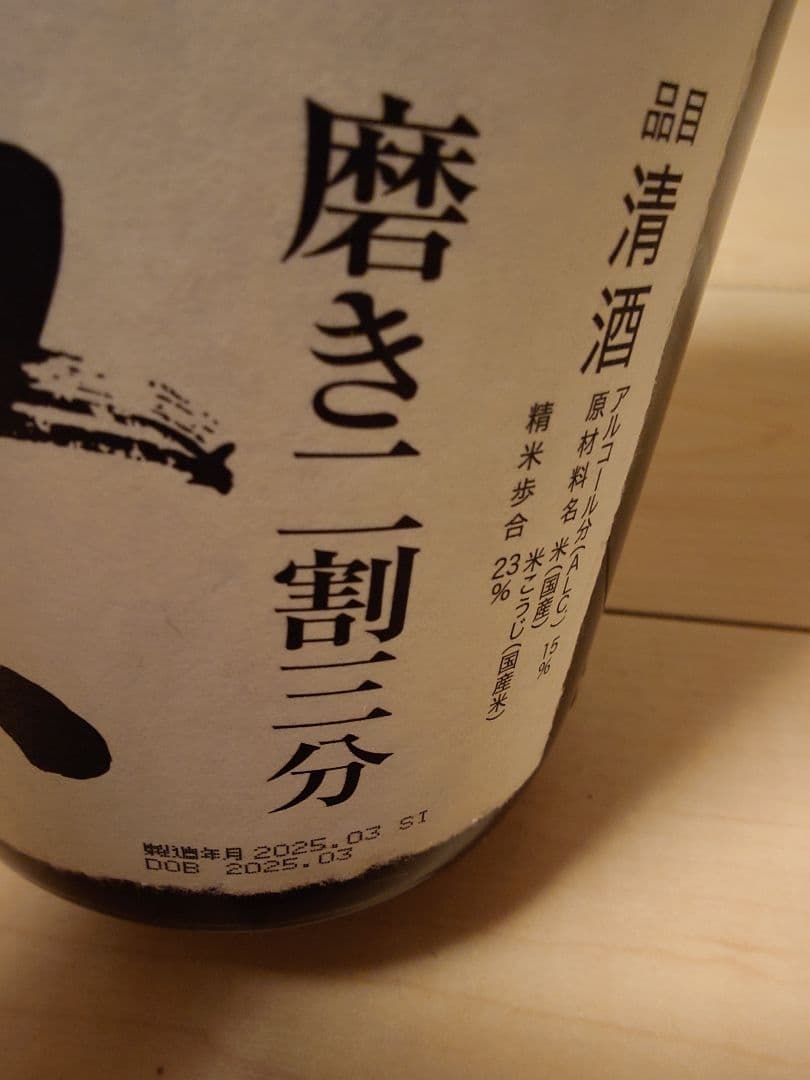 品目
清酒
アルコール分(ALC.) 15%
原材料名 米(国産)
米こうじ(国産米)
精米歩合 23%
磨き二割三分
製造年月 2025.03 SI
DOB 2025.03